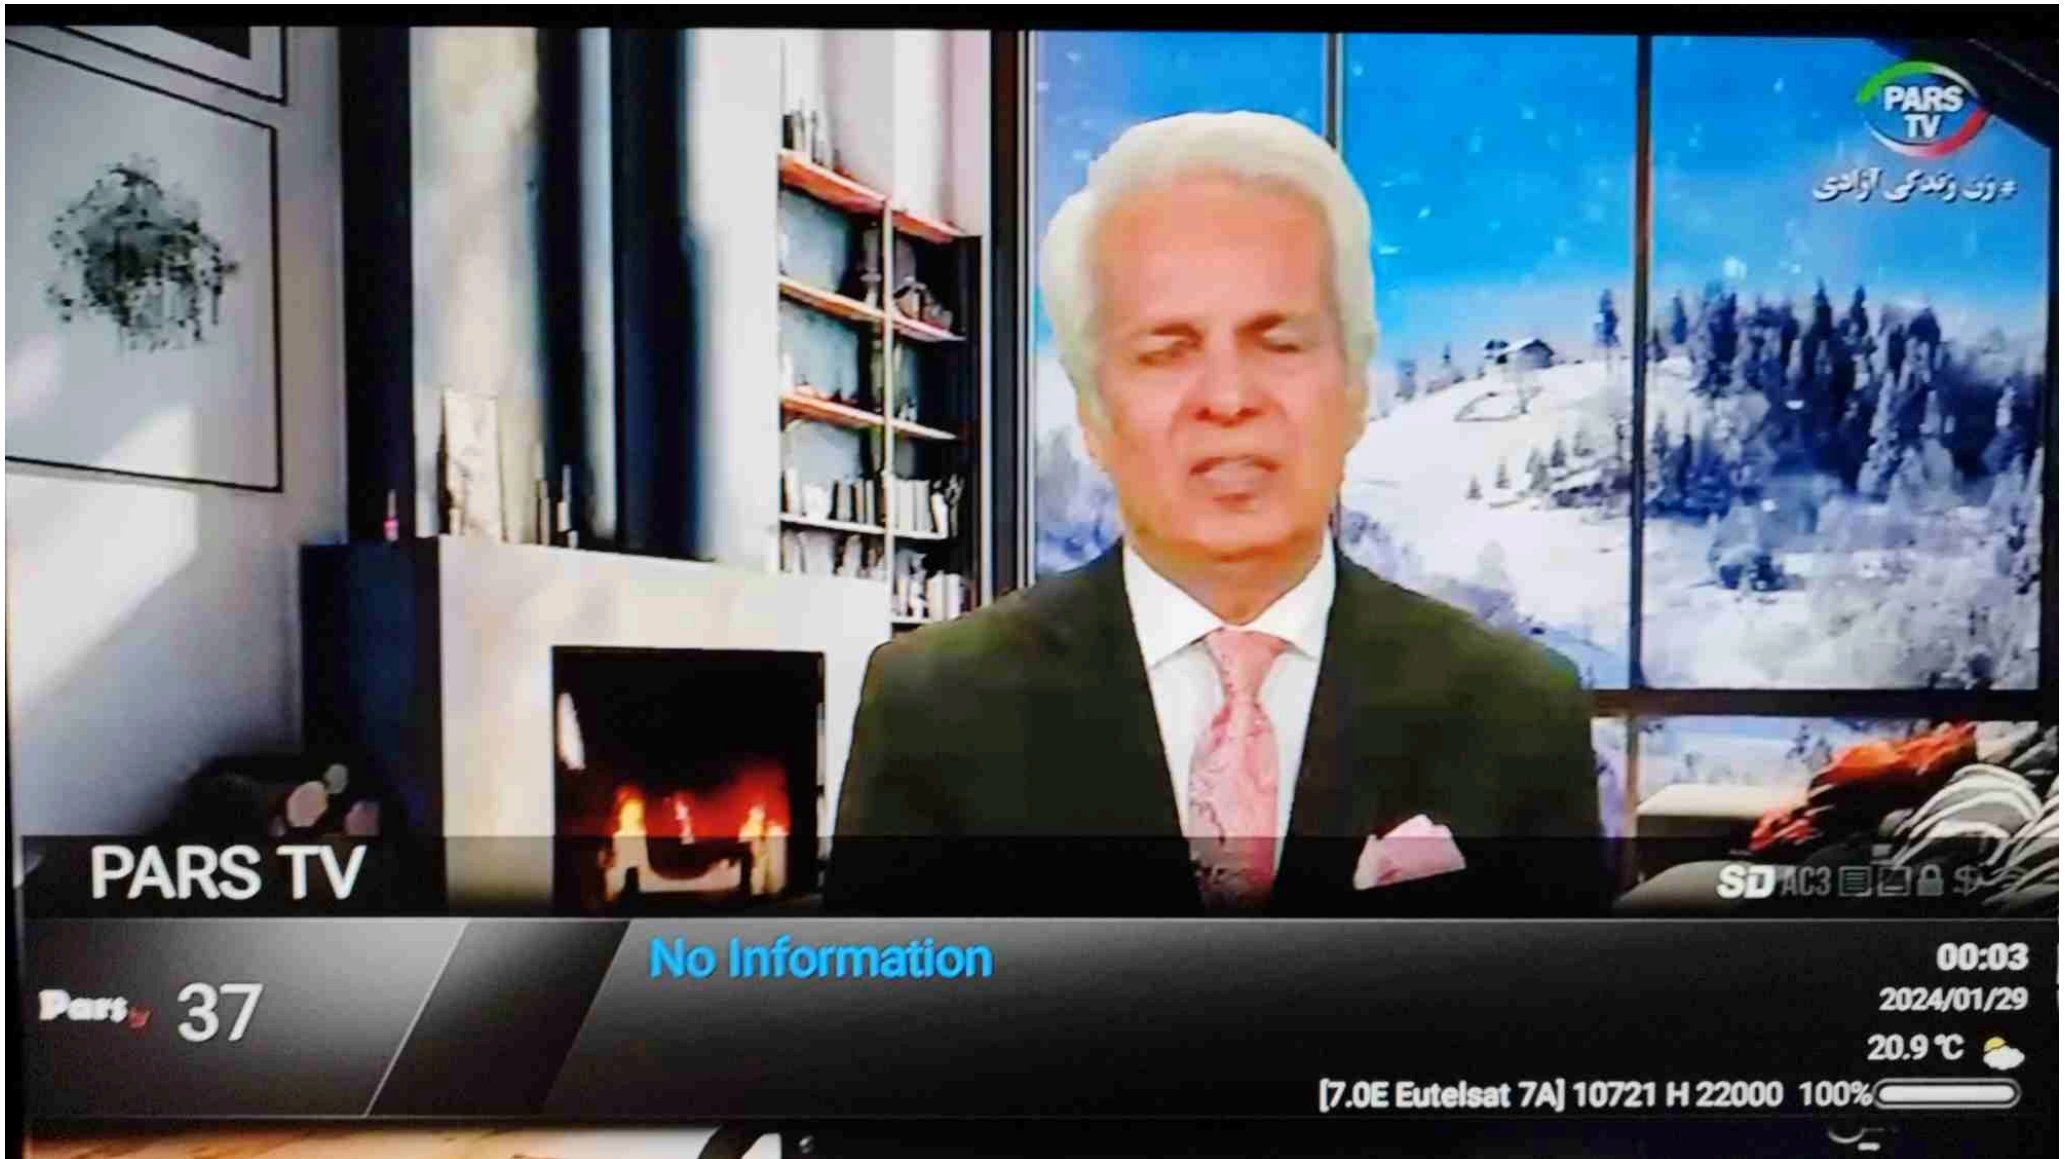 PARS
TV
#زن زندگی آزادی
PARS TV
SD AC3 $
Pars tv 37
No Information
00:03
2024/01/29
20.9 °C
[7.0E Eutelsat 7A] 10721 H 22000 100%